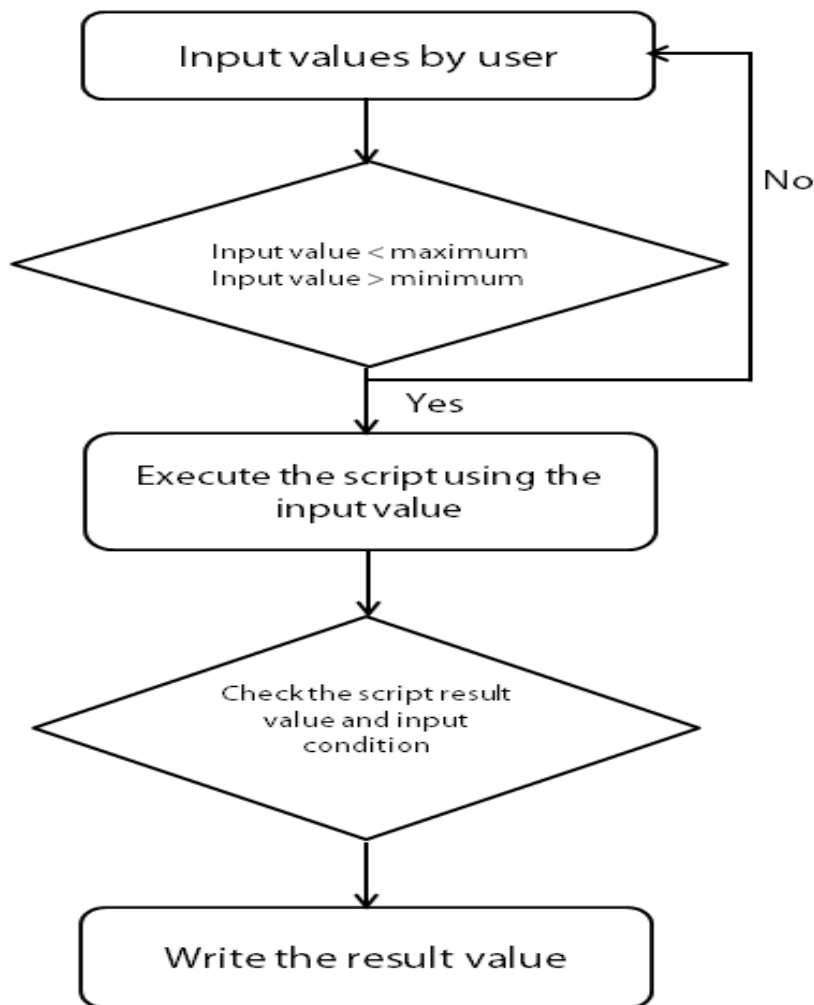 Input values by user
No
Input value < maximum
Input value > minimum
Yes
Execute the script using the
input value
Check the script result
value and input
condition
Write the result value